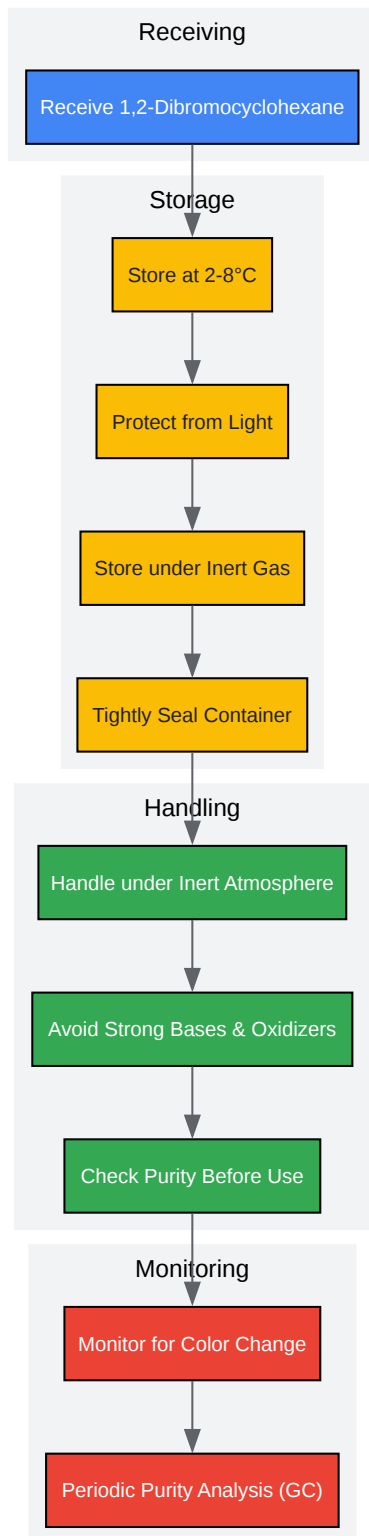 Receiving
Receive 1,2-Dibromocyclohexane
Storage
Store at 2-8°C
Protect from Light
Store under Inert Gas
Tightly Seal Container
Handling
Handle under Inert Atmosphere
Avoid Strong Bases & Oxidizers
Check Purity Before Use
Monitoring
Monitor for Color Change
Periodic Purity Analysis (GC)